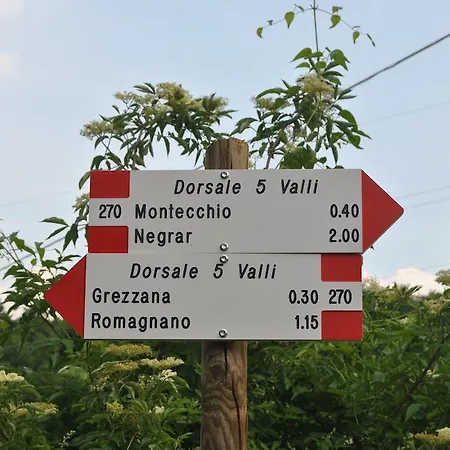 Dorsale 5 Valli
270 Montecchio 0.40
Negrar 2.00
Dorsale 5 Valli
Grezzana 0.30 270
Romagnano 1.15